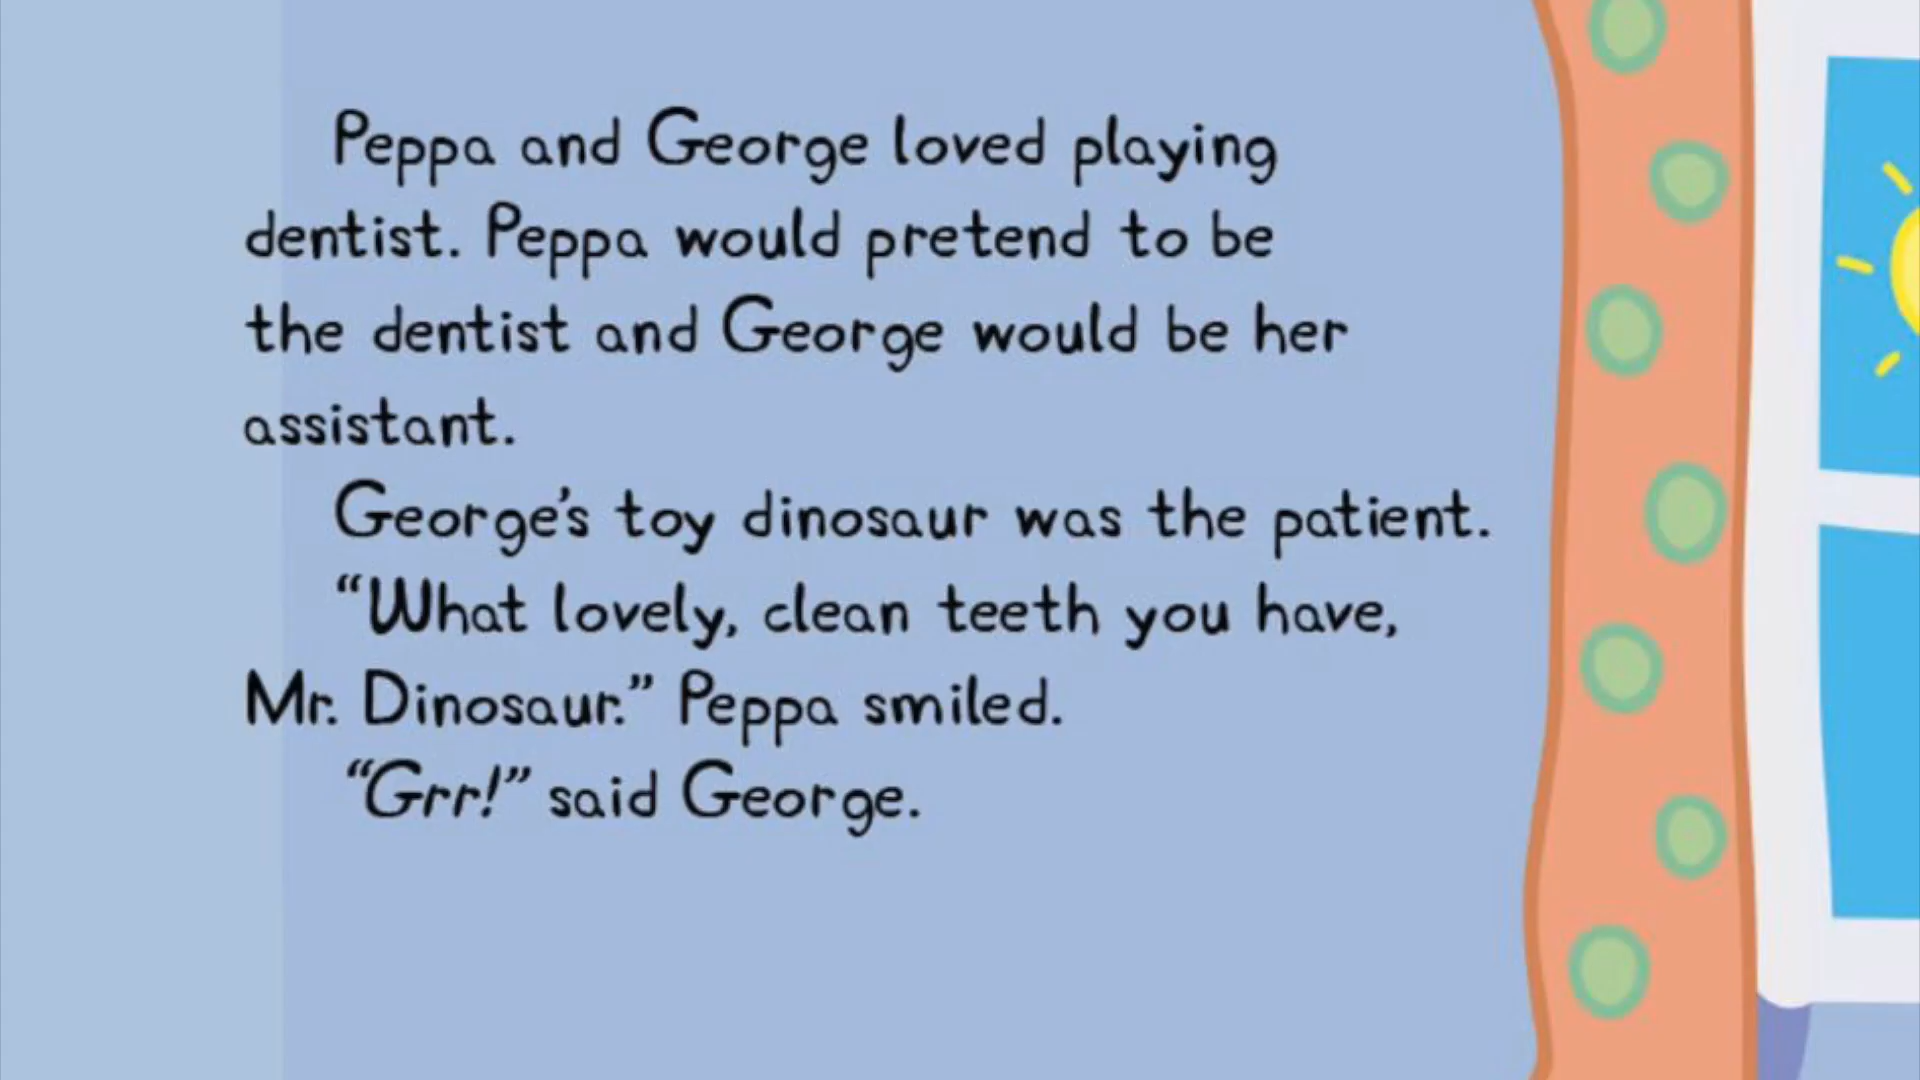 Peppa and George loved playing
dentist. Peppa would pretend to be
the dentist and George would be her
assistant.
George’s toy dinosaur was the patient.
“What lovely, clean teeth you have,
Mr. Dinosaur.” Peppa smiled.
“Grr!” said George.